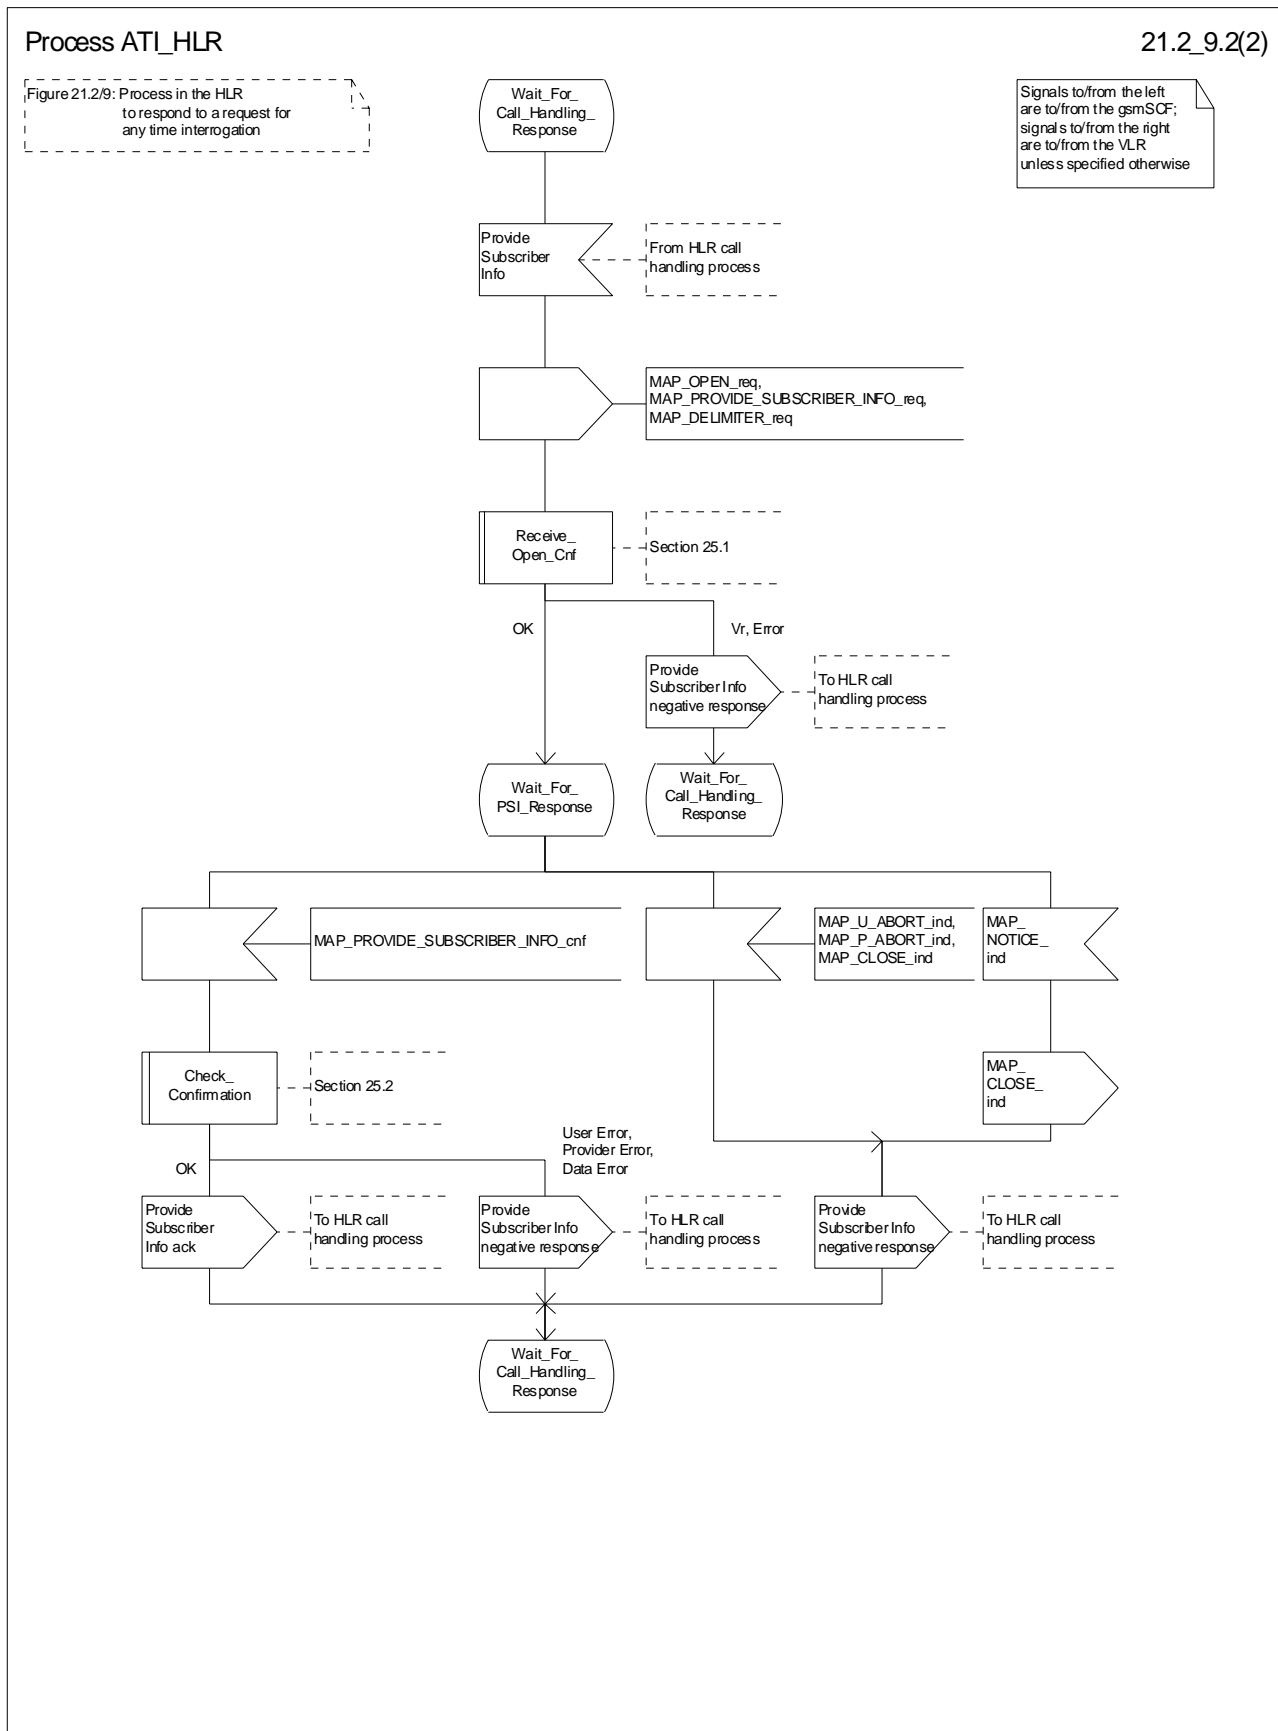 Process ATI_HLR
21.2_9.2(2)
Figure 21.2/9: Process in the HLR
to respond to a request for
any time interrogation
Wait_For_
Call_Handling_
Response
Signals to/from the left
are to/from the gsmSCF;
signals to/from the right
are to/from the VLR
unless specified otherwise
Provide
Subscriber
Info
From HLR call
handling process
MAP_OPEN_req,
MAP_PROVIDE_SUBSCRIBER_INFO_req,
MAP_DELIMITER_req
Receive_
Open_Cnf
Section 25.1
OK
Vr, Error
Provide
Subscriber Info
negative response
To HLR call
handling process
Wait_For_
PSI_Response
Wait_For_
Call_Handling_
Response
MAP_PROVIDE_SUBSCRIBER_INFO_cnf
MAP_U_ABORT_ind,
MAP_P_ABORT_ind,
MAP_CLOSE_ind
MAP_
NOTICE_
ind
Check_
Confirmation
Section 25.2
MAP_
CLOSE_
ind
OK
User Error,
Provider Error,
Data Error
Provide
Subscriber
Info ack
To HLR call
handling process
Provide
Subscriber Info
negative response
To HLR call
handling process
Provide
Subscriber Info
negative response
To HLR call
handling process
Wait_For_
Call_Handling_
Response